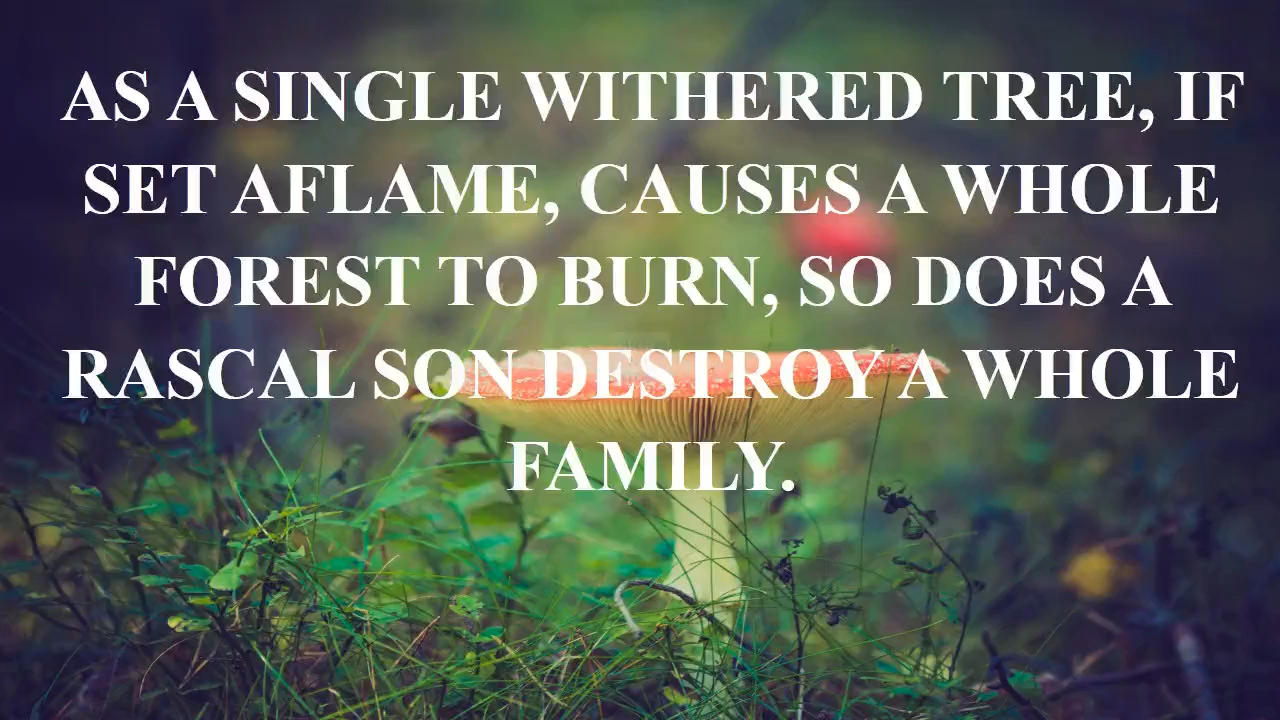 AS A SINGLE WITHERED TREE, IF
SET AFLAME, CAUSES A WHOLE
FOREST TO BURN, SO DOES A
RASCAL SON DESTROY A WHOLE
FAMILY.